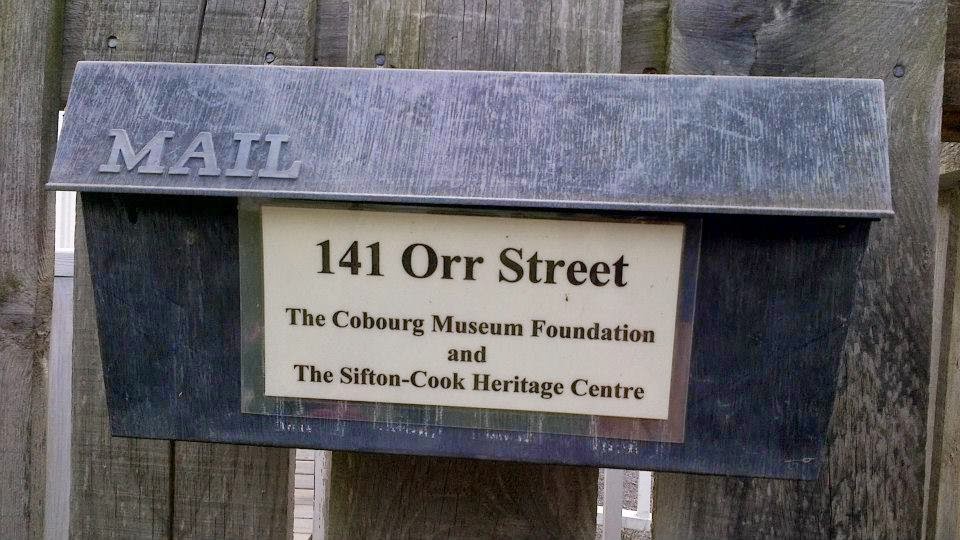 MAIL
141 Orr Street
The Cobourg Museum Foundation
and
The Sifton-Cook Heritage Centre